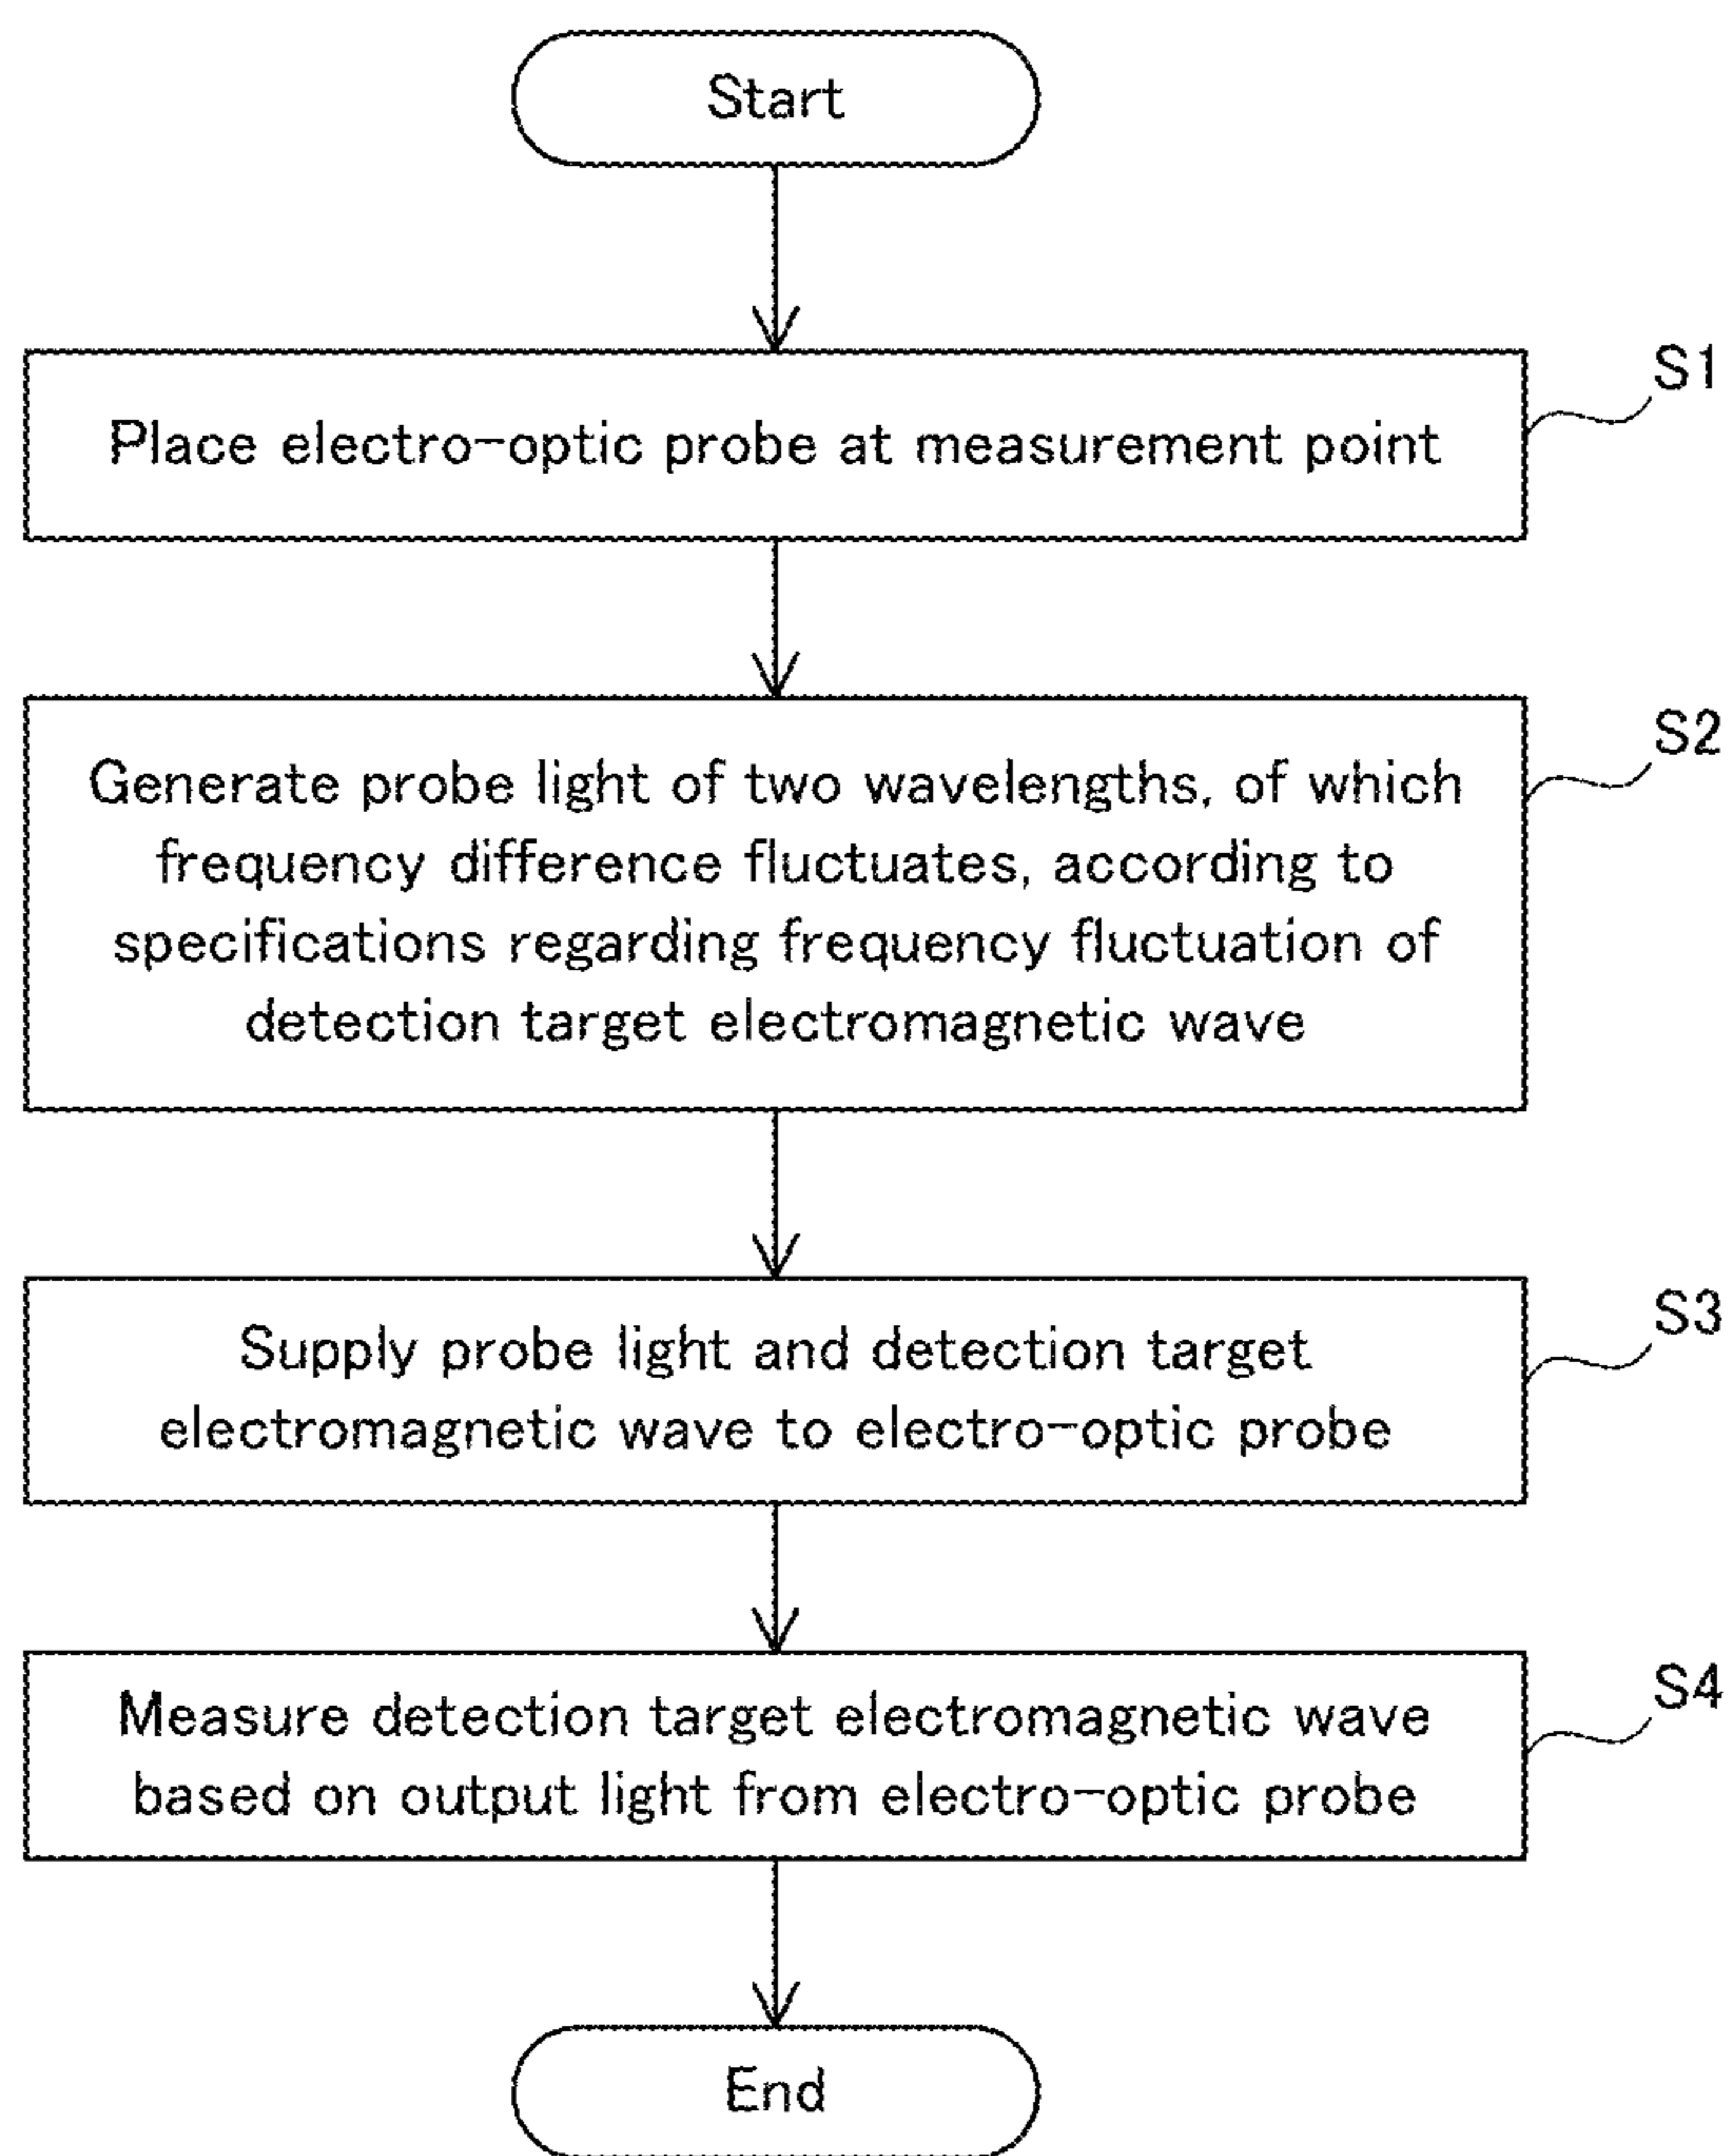 Start
S1
Place electro-optic probe at measurement point
S2
Generate probe light of two wavelengths, of which
frequency difference fluctuates, according to
specifications regarding frequency fluctuation of
detection target electromagnetic wave
S3
Supply probe light and detection target
electromagnetic wave to electro-optic probe
S4
Measure detection target electromagnetic wave
based on output light from electro-optic probe
End